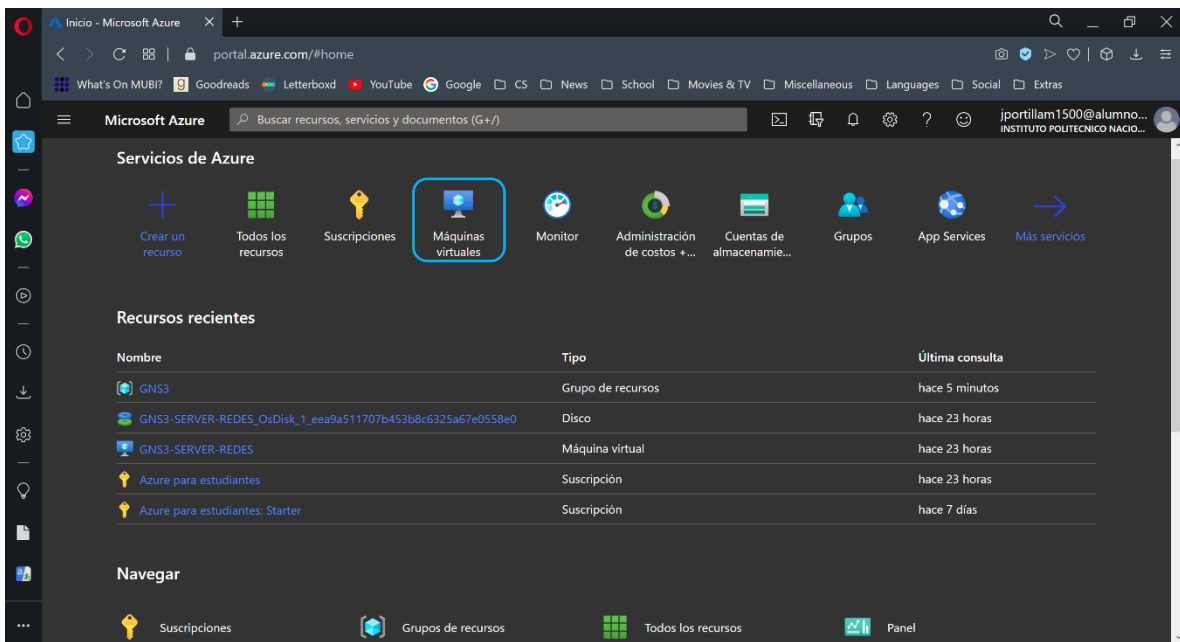 Inicio - Microsoft Azure
portal.azure.com/#home
What's On MUBI? Goodreads Letterboxd YouTube Google CS News School Movies & TV Miscellaneous Languages Social Extras
Microsoft Azure Buscar recursos, servicios y documentos (G+/) jportillam1500@alumno...
INSTITUTO POLITECNICO NACIO...
Servicios de Azure
Crear un recurso
Todos los recursos
Suscripciones
Máquinas virtuales
Monitor
Administración de costos +...
Cuentas de almacenamie...
Grupos
App Services
Más servicios
Recursos recientes
Nombre Tipo Última consulta
GNS3 Grupo de recursos hace 5 minutos
GNS3-SERVER-REDES_OsDisk_1_eea9a511707b453b8c6325a67e0558e0 Disco hace 23 horas
GNS3-SERVER-REDES Máquina virtual hace 23 horas
Azure para estudiantes Suscripción hace 23 horas
Azure para estudiantes: Starter Suscripción hace 7 días
Navegar
Suscripciones Grupos de recursos Todos los recursos Panel